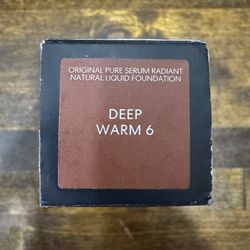 ORIGINAL PURE SERUM RADIANT
NATURAL LIQUID FOUNDATION
DEEP
WARM 6